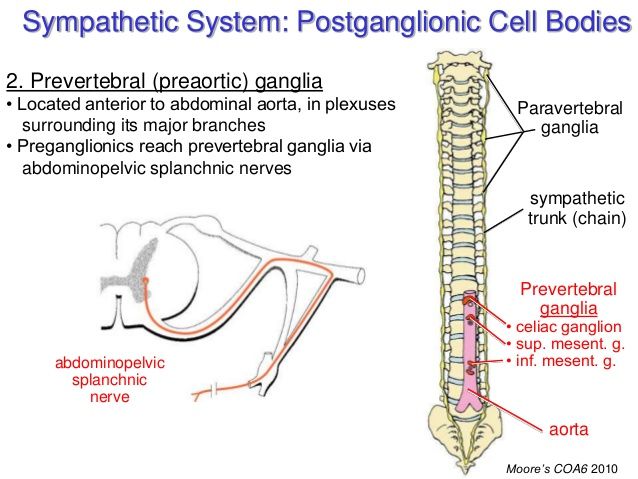 Sympathetic System: Postganglionic Cell Bodies
2. Prevertebral (preaortic) ganglia
• Located anterior to abdominal aorta, in plexuses
surrounding its major branches
• Preganglionics reach prevertebral ganglia via
abdominopelvic splanchnic nerves
Paravertebral
ganglia
sympathetic
trunk (chain)
Prevertebral
ganglia
• celiac ganglion
• sup. mesent. g.
• inf. mesent. g.
abdominopelvic
splanchnic
nerve
aorta
Moore's COA6 2010